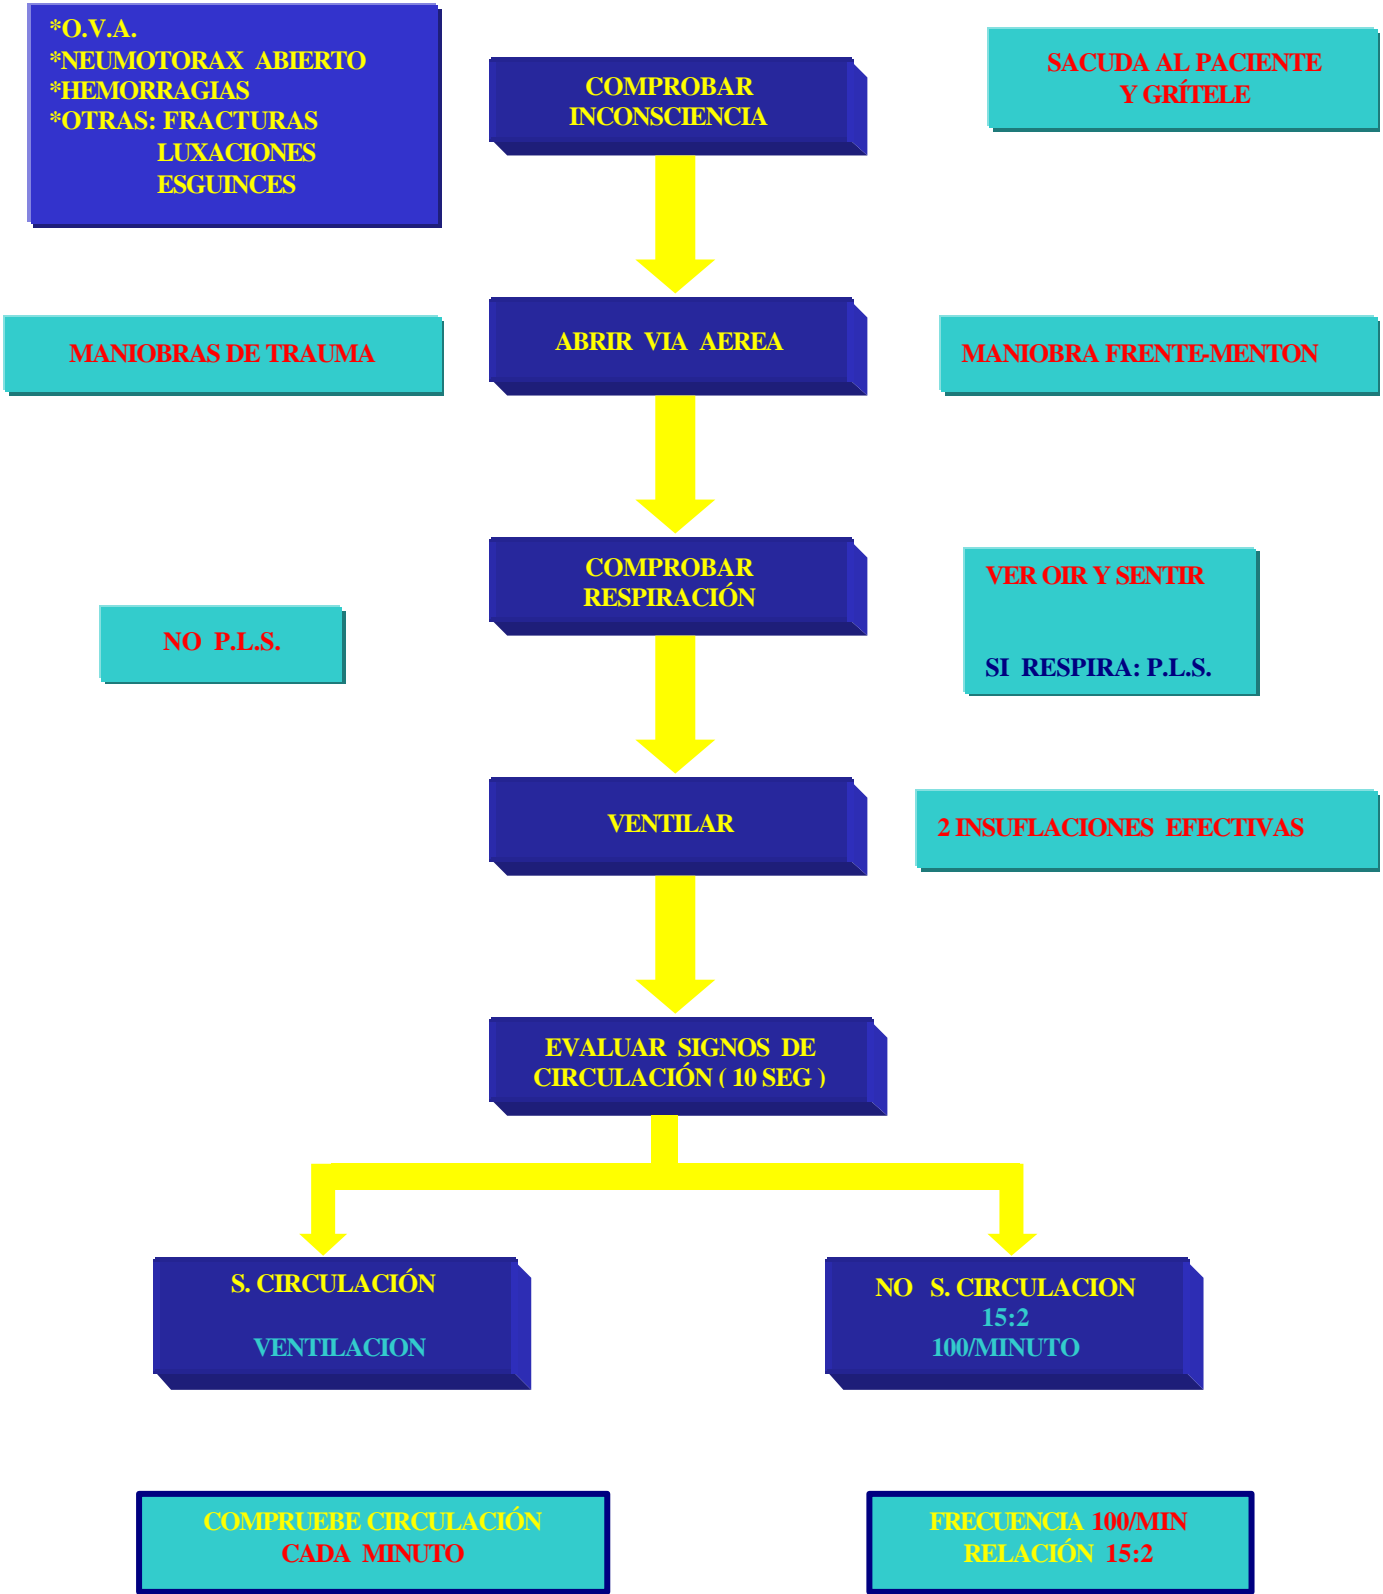 *O.V.A.
*NEUMOTORAX ABIERTO
*HEMORRAGIAS
*OTRAS: FRACTURAS
LUXACIONES
ESGUINCES
COMPROBAR
INCONSCIENCIA
SACUDA AL PACIENTE
Y GRÍTELE
MANIOBRAS DE TRAUMA
ABRIR VIA AEREA
MANIOBRA FRENTE-MENTON
NO P.L.S.
COMPROBAR
RESPIRACIÓN
VER OIR Y SENTIR
SI RESPIRA: P.L.S.
VENTILAR
2 INSUFLACIONES EFECTIVAS
EVALUAR SIGNOS DE
CIRCULACIÓN ( 10 SEG )
S. CIRCULACIÓN
VENTILACION
NO S. CIRCULACION
15:2
100/MINUTO
COMPRUEBE CIRCULACIÓN
CADA MINUTO
FRECUENCIA 100/MIN
RELACIÓN 15:2